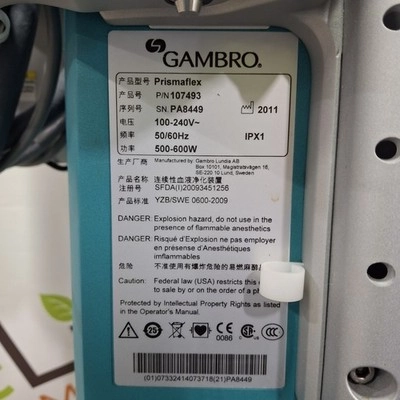 GAMBRO®
产品型号 Prismaflex
产品号 P/N 107493
序列号 SN. PA8449 2011
电压 100-240V~
频率 50/60Hz IPX1
功率 500-600W
生产厂商 Manufactured by Gambro Lundia AB
Box 10101, Magistratsvägen 16,
SE-220 10 Lund, Sweden
产品名称 连续性血液净化装置
注册号 SFDA(I)20093451256
产品标准 YZB/SWE 0600-2009
DANGER: Explosion hazard, do not use in the
presence of flammable anesthetics
DANGER: Risqué d'Explosion ne pas employer
en présence d'Anesthetics
imflammables
危险 不准使用有爆炸危险的易燃麻醉
Caution: Federal law (USA) restricts this de
to sale by or on the order of a ph
Protected by Intellectual Property Rights as listed
in the Operator's Manual.
25
0086
SA
(01)07332414073718(21)PA8449